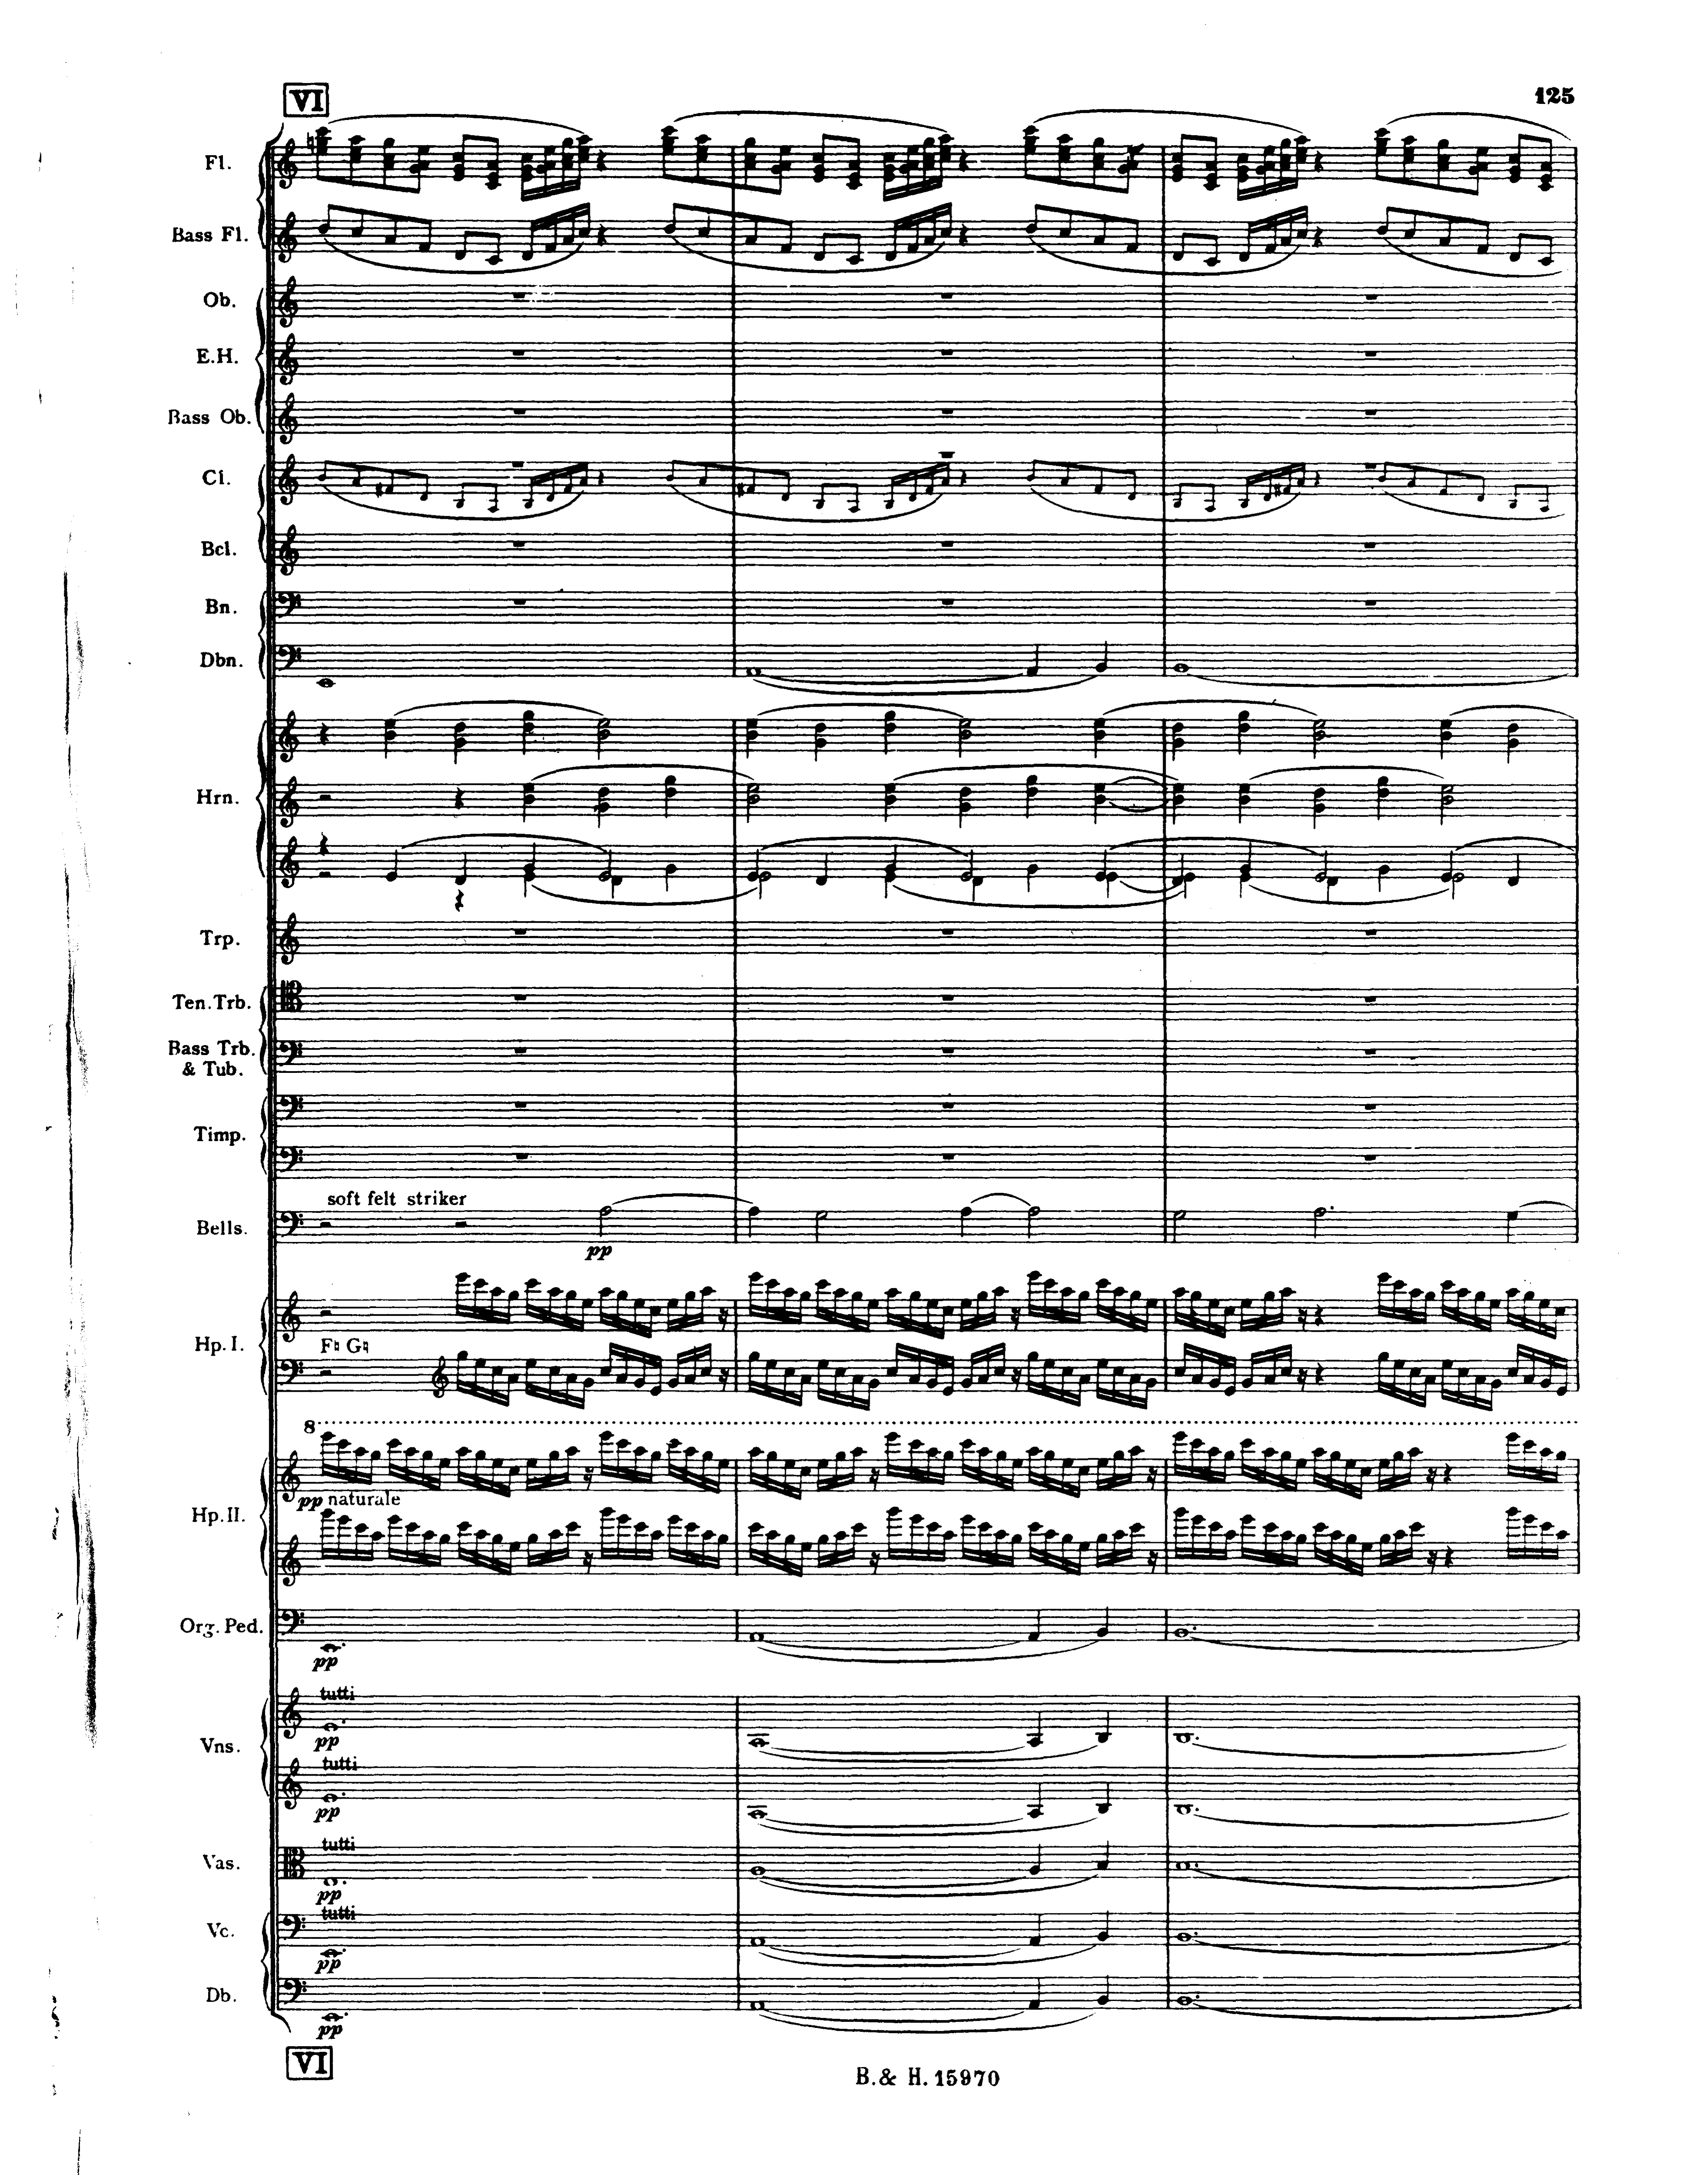 VI
125
Fl.
Bass Fl.
Ob.
E.H.
Bass Ob.
Cl.
Bcl.
Bn.
Dbn.
Hrn.
Trp.
Ten. Trb.
Bass Trb.
& Tub.
Timp.
soft felt striker
Bells.
pp
Hp. I.
F♮ G♮
8
pp naturale
Hp. II.
Org. Ped.
pp
tutti
pp
Vns.
tutti
pp
tutti
Vas.
pp
tutti
Vc.
pp
Db.
pp
VI
B. & H. 15970